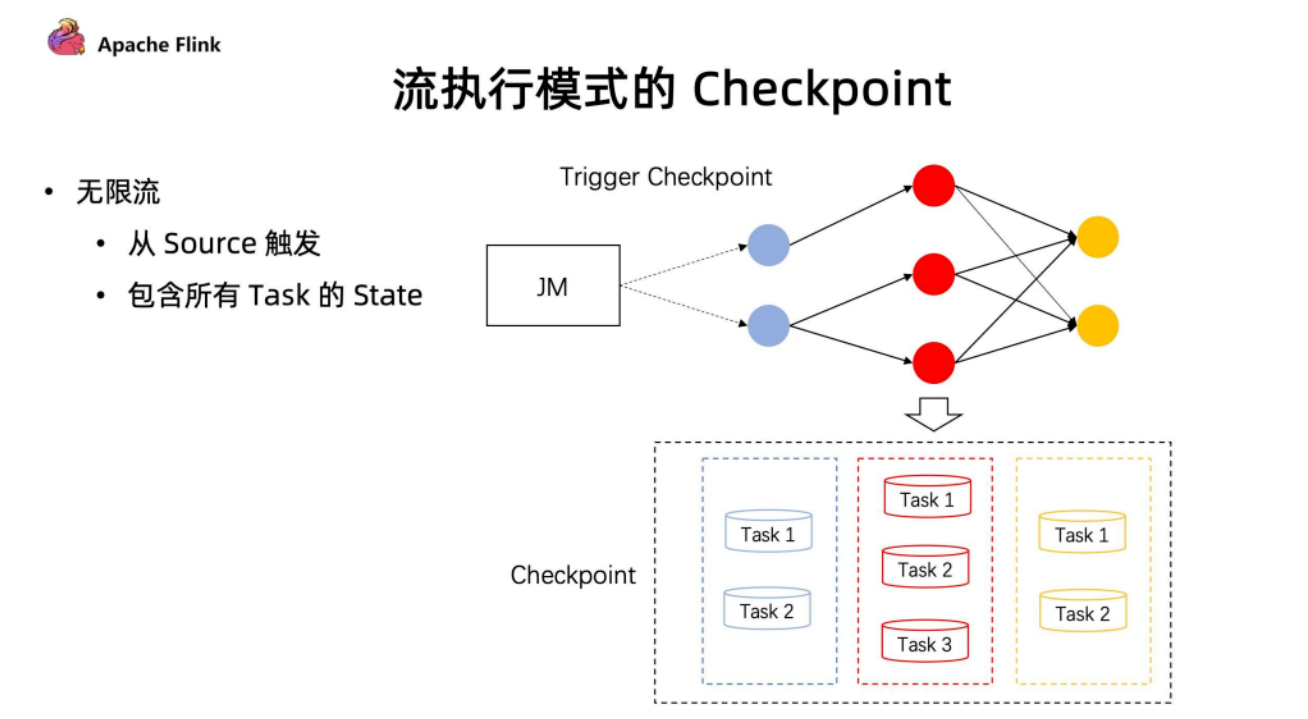 Apache Flink
流执行模式的 Checkpoint
• 无限流
• 从 Source 触发
• 包含所有 Task 的 State
Trigger Checkpoint
JM
Checkpoint
Task 1
Task 2
Task 1
Task 2
Task 3
Task 1
Task 2